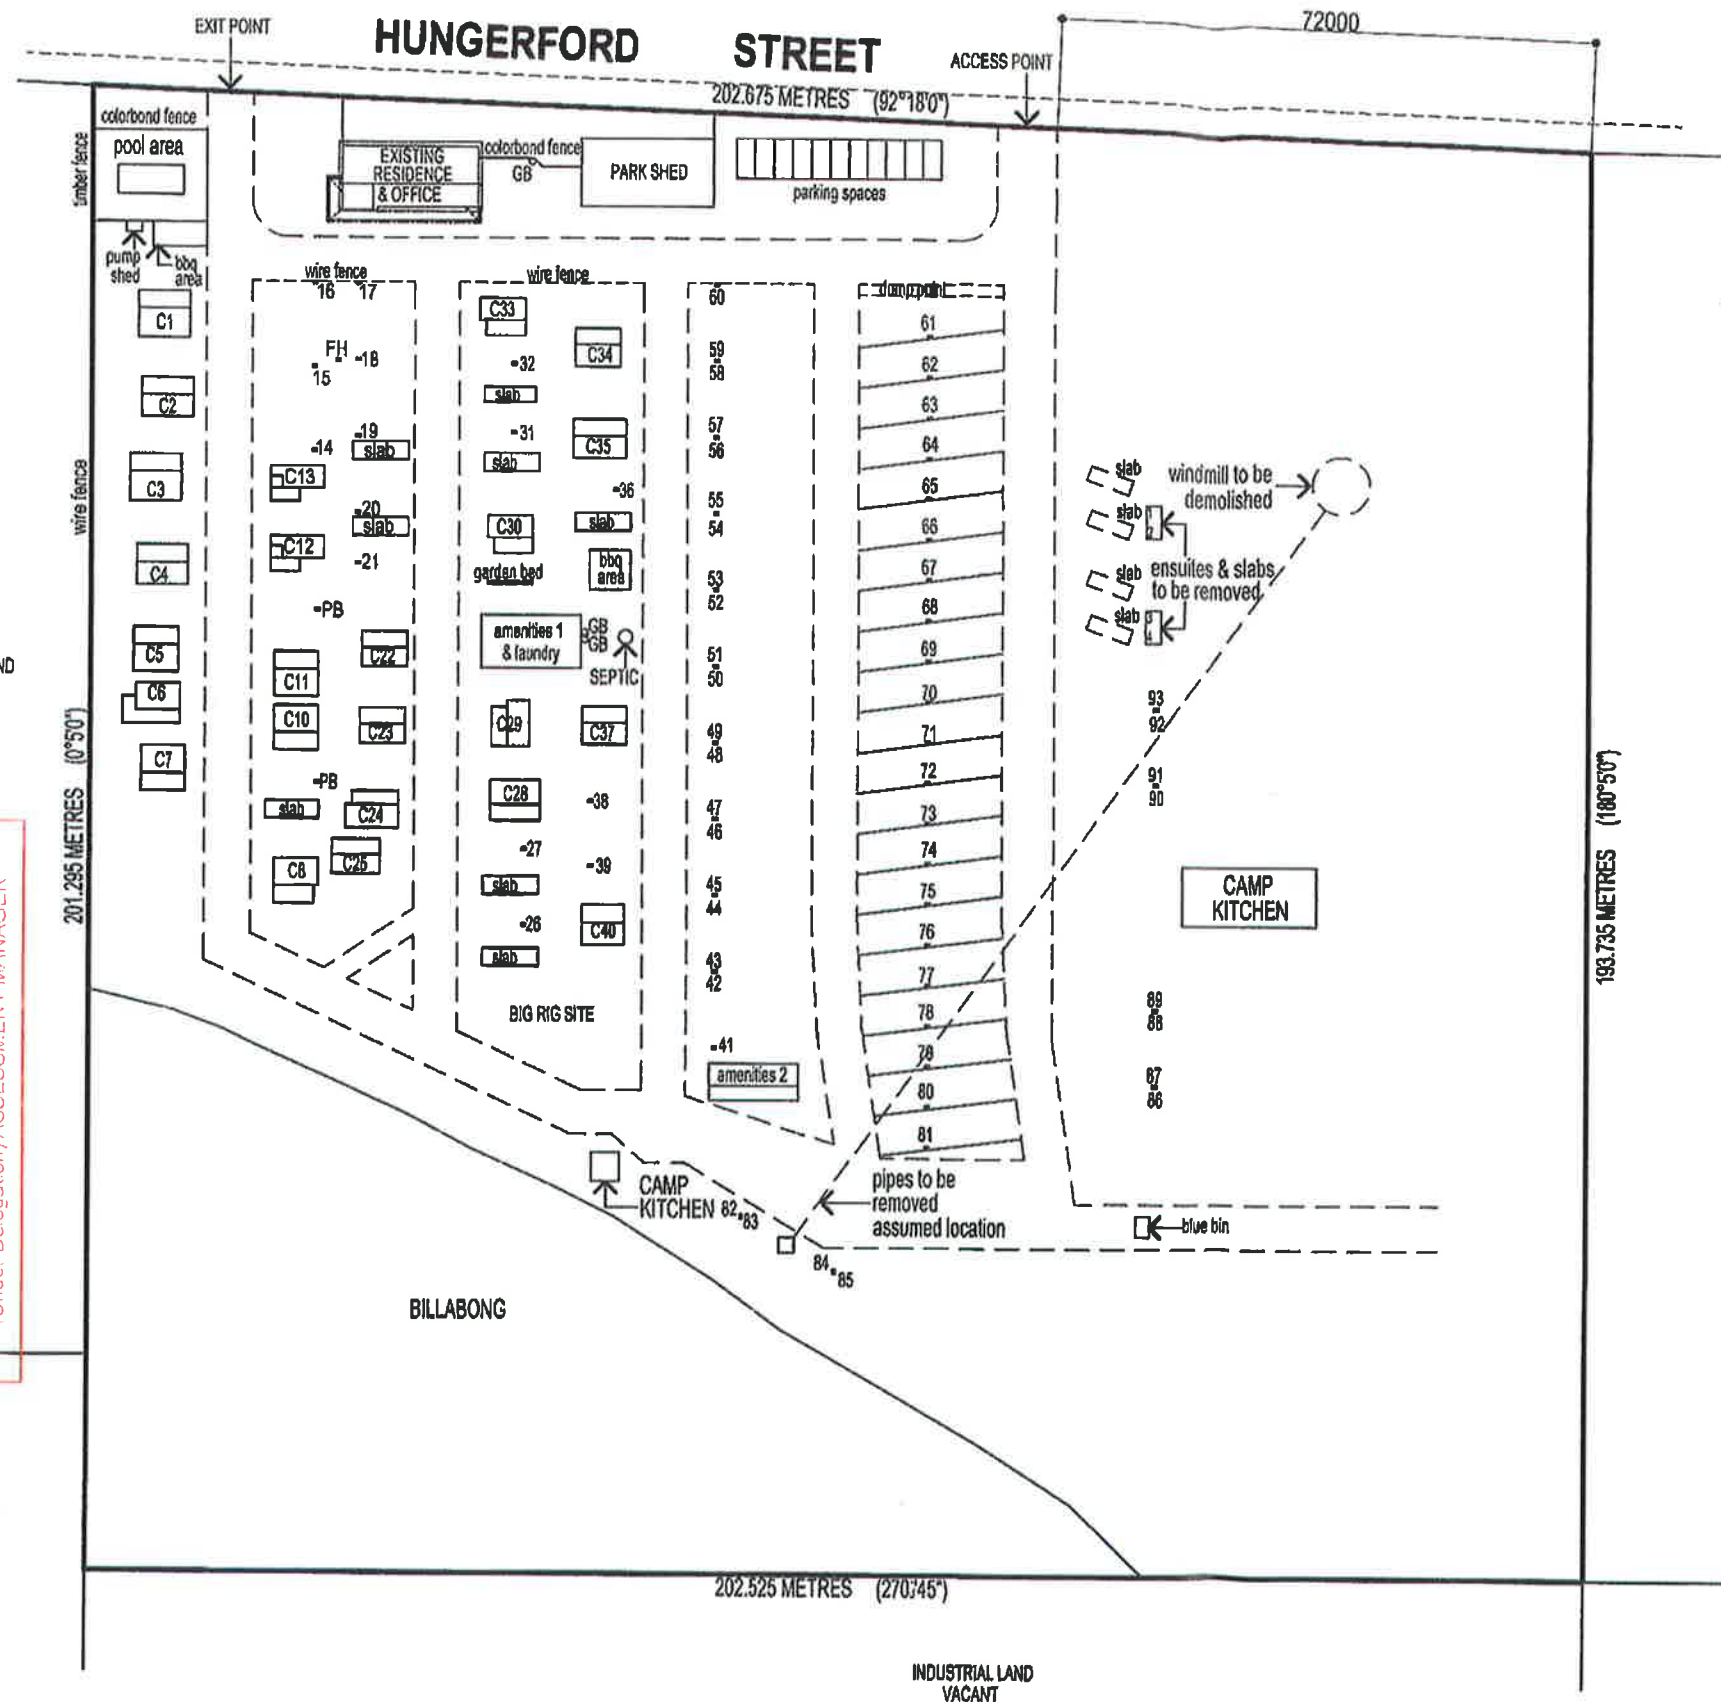 EXIT POINT
HUNGERFORD STREET
ACCESS POINT
72000
202.675 METRES (92°18'0")
colorbond fence
pool area
timber fence
EXISTING
RESIDENCE
& OFFICE
colorbond fence
GB
PARK SHED
parking spaces
pump
shed
bbq
area
wire fence
16 17
wire fence
60
dump point
C1
C2
C3
C4
C5
C6
C7
wire fence
201.295 METRES (0°5'0")
ND
FH
18
15
19
14
slab
C13
20
slab
C12
21
PB
C22
C11
C10
C23
PB
slab
C24
C25
C8
C33
C34
32
slab
31
C35
slab
36
C30
slab
garden bed
bbq
area
amenities 1
& laundry
GB
GB
SEPTIC
C29
C37
C28
38
27
39
slab
26
C40
slab
BIG RIG SITE
59
58
57
56
55
54
53
52
51
50
49
48
47
46
45
44
43
42
41
amenities 2
61
62
63
64
65
66
67
68
69
70
71
72
73
74
75
76
77
78
79
80
81
slab
windmill to be
demolished
slab
1
2
slab
ensuites & slabs
to be removed
slab
3
4
93
92
91
90
CAMP
KITCHEN
89
88
87
86
193.735 METRES (180°5'0")
CAMP
KITCHEN
82 83
pipes to be
removed
assumed location
blue bin
84 85
BILLABONG
202.525 METRES (270°45")
INDUSTRIAL LAND
VACANT